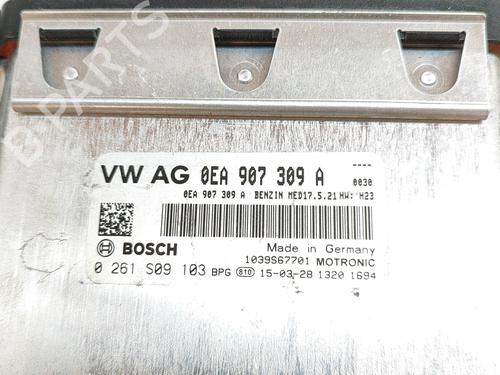 B-PARTS
VW AG 0EA 907 309 A
----
0030
0EA 907 309 A BENZIN MED17.5.21 HW: H23
BOSCH
Made in Germany
1039S67701 MOTRONIC
0 261 S09 103 BPG 810 15-03-28 1320 1694